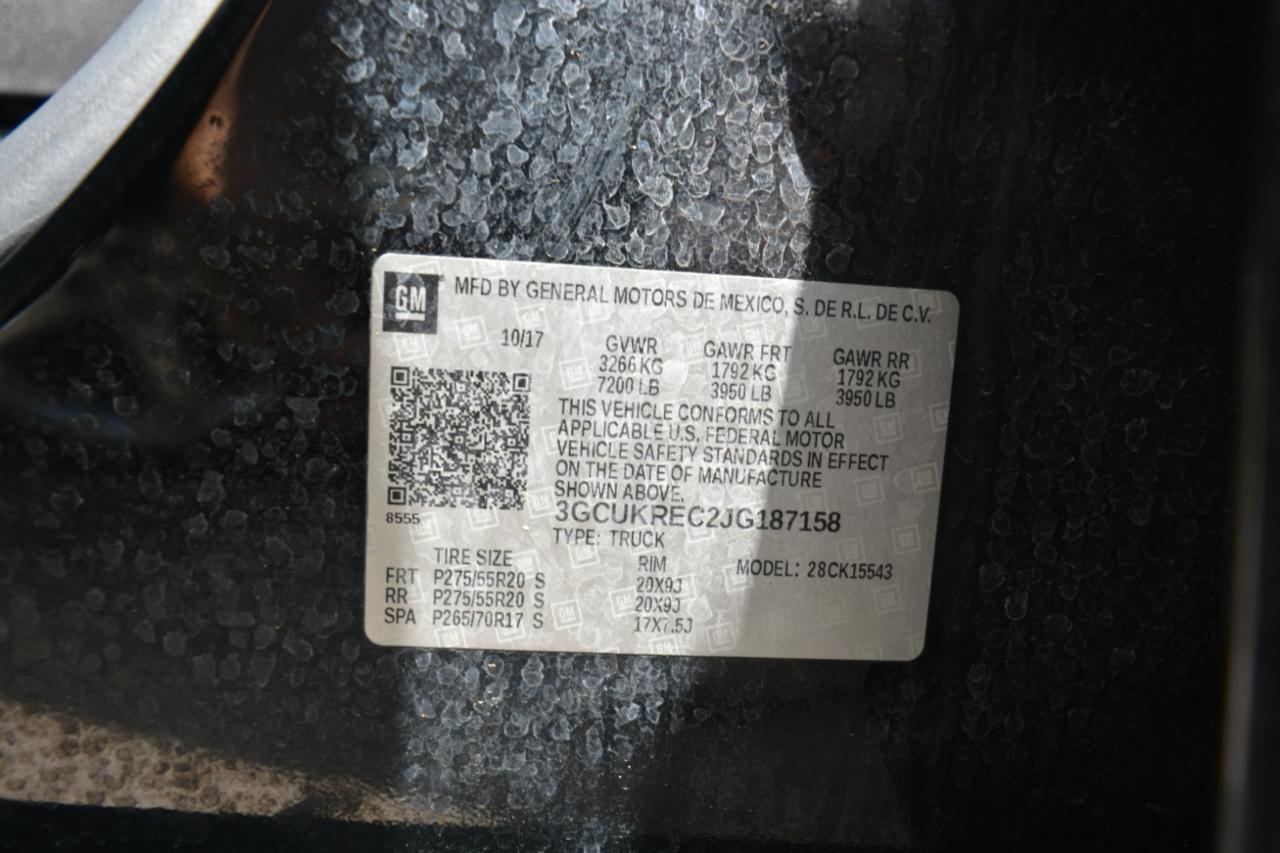 GM
MFD BY GENERAL MOTORS DE MEXICO, S. DE R.L. DE C.V.
10/17
GVWR GAWR FRT GAWR RR
3266 KG 1792 KG 1792 KG
7200 LB 3950 LB 3950 LB
THIS VEHICLE CONFORMS TO ALL
APPLICABLE U.S. FEDERAL MOTOR
VEHICLE SAFETY STANDARDS IN EFFECT
ON THE DATE OF MANUFACTURE
SHOWN ABOVE.
8555
3GCUKREC2JG187158
TYPE: TRUCK
TIRE SIZE RIM MODEL: 28CK15543
FRT P275/55R20 S 20X9J
RR P275/55R20 S 20X9J
SPA P265/70R17 S 17X7.5J